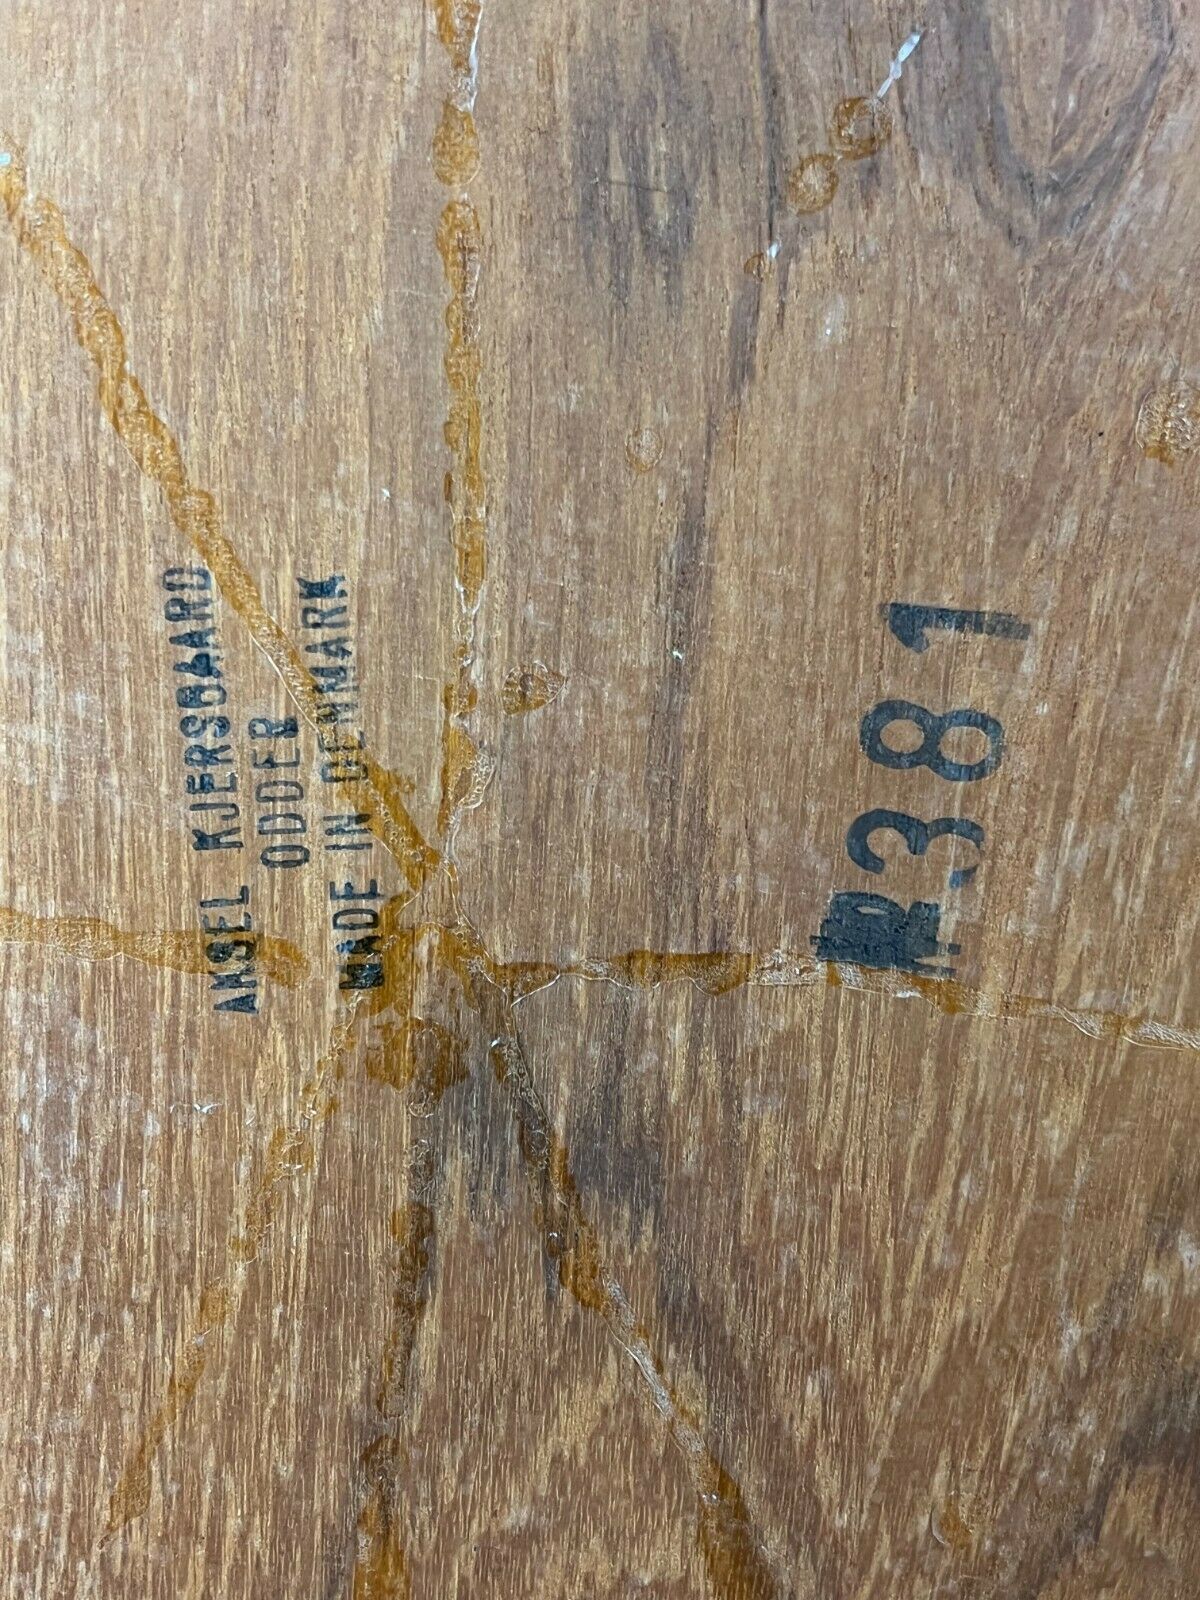 AKSEL KJERSGAARD
ODDER
MADE IN DENMARK
R381